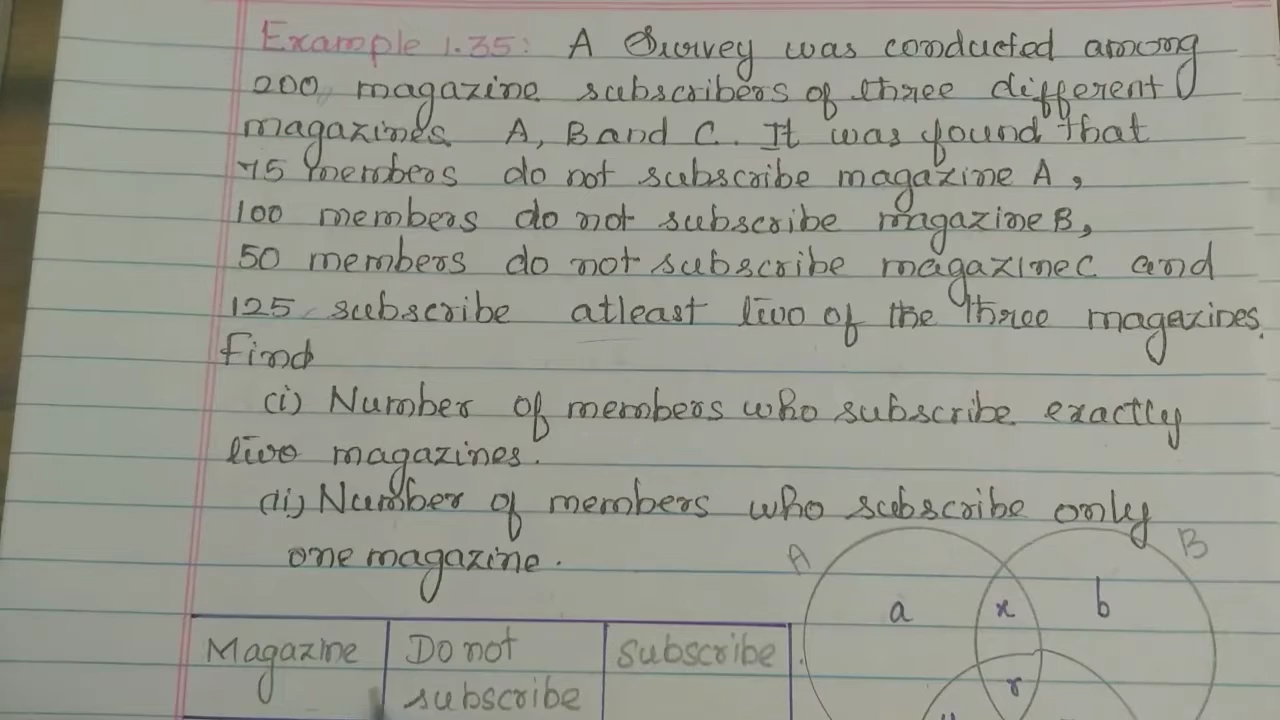 Example 1.35: A Survey was conducted among
200 magazine subscribers of three different
magazines A, B and C. It was found that
75 members do not subscribe magazine A,
100 members do not subscribe magazine B,
50 members do not subscribe magazine C and
125 subscribe atleast two of the three magazines.
Find
(i) Number of members who subscribe exactly
two magazines.
(ii) Number of members who subscribe only
one magazine.
A B
a x b
Magazine Do not subscribe
subscribe
r